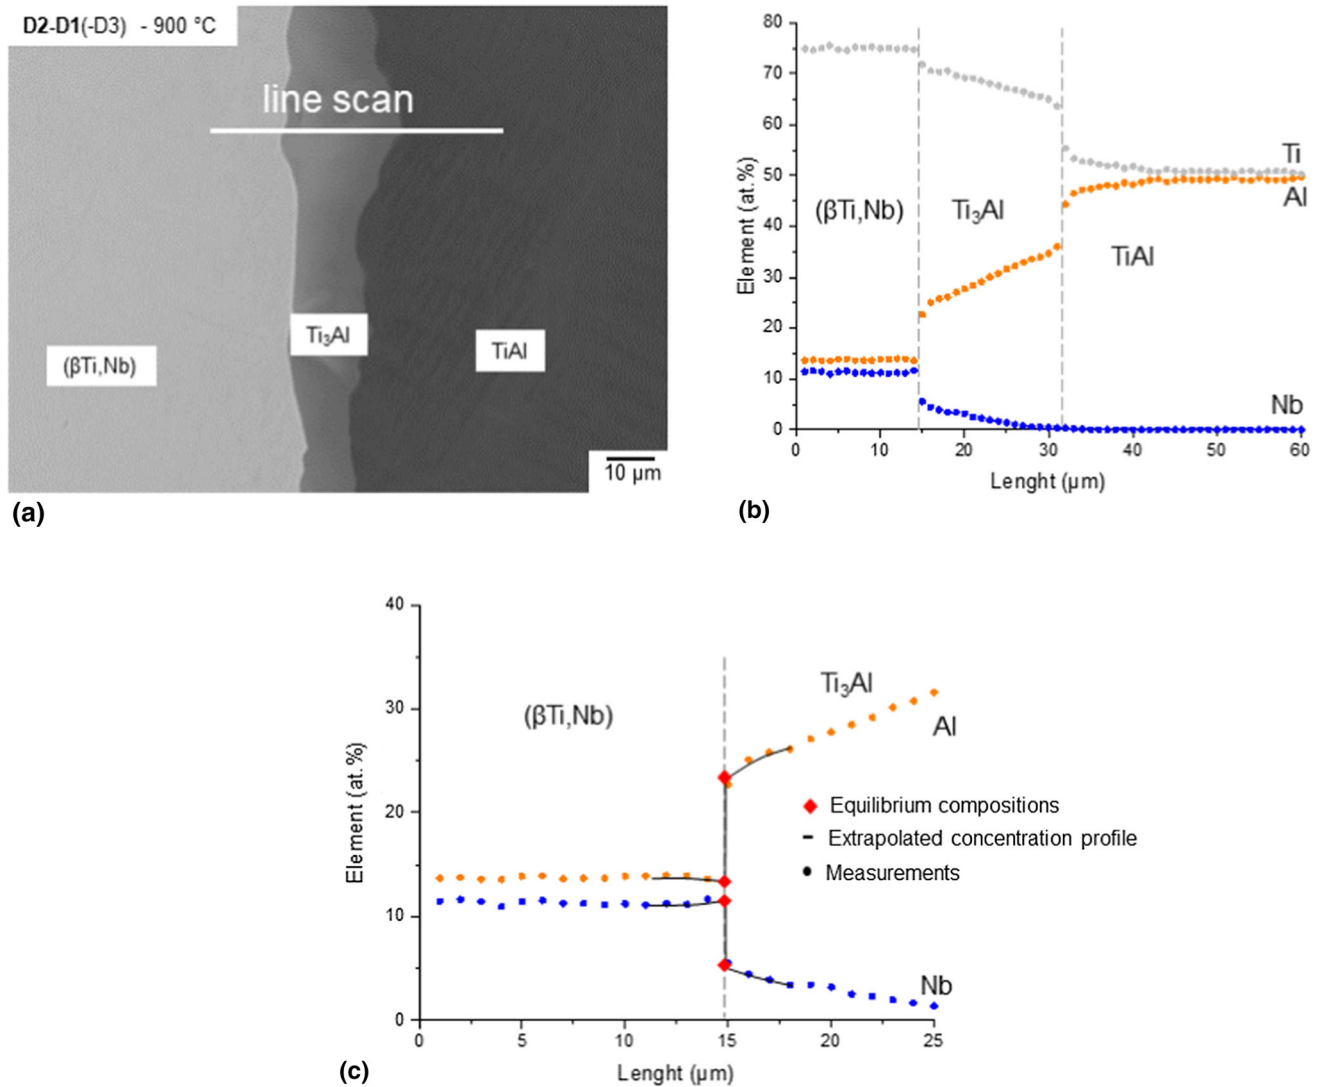 D2-D1(-D3) - 900 °C
line scan
(βTi,Nb)
Ti₃Al
TiAl
10 µm
(a)
80
70
60
50
40
30
20
10
0
Element (at.%)
(βTi,Nb)
Ti₃Al
TiAl
Ti
Al
Nb
0 10 20 30 40 50 60
Lenght (µm)
(b)
40
30
20
10
0
Element (at.%)
(βTi,Nb)
Ti₃Al
Al
Equilibrium compositions
Extrapolated concentration profile
Measurements
Nb
0 5 10 15 20 25
Lenght (µm)
(c)